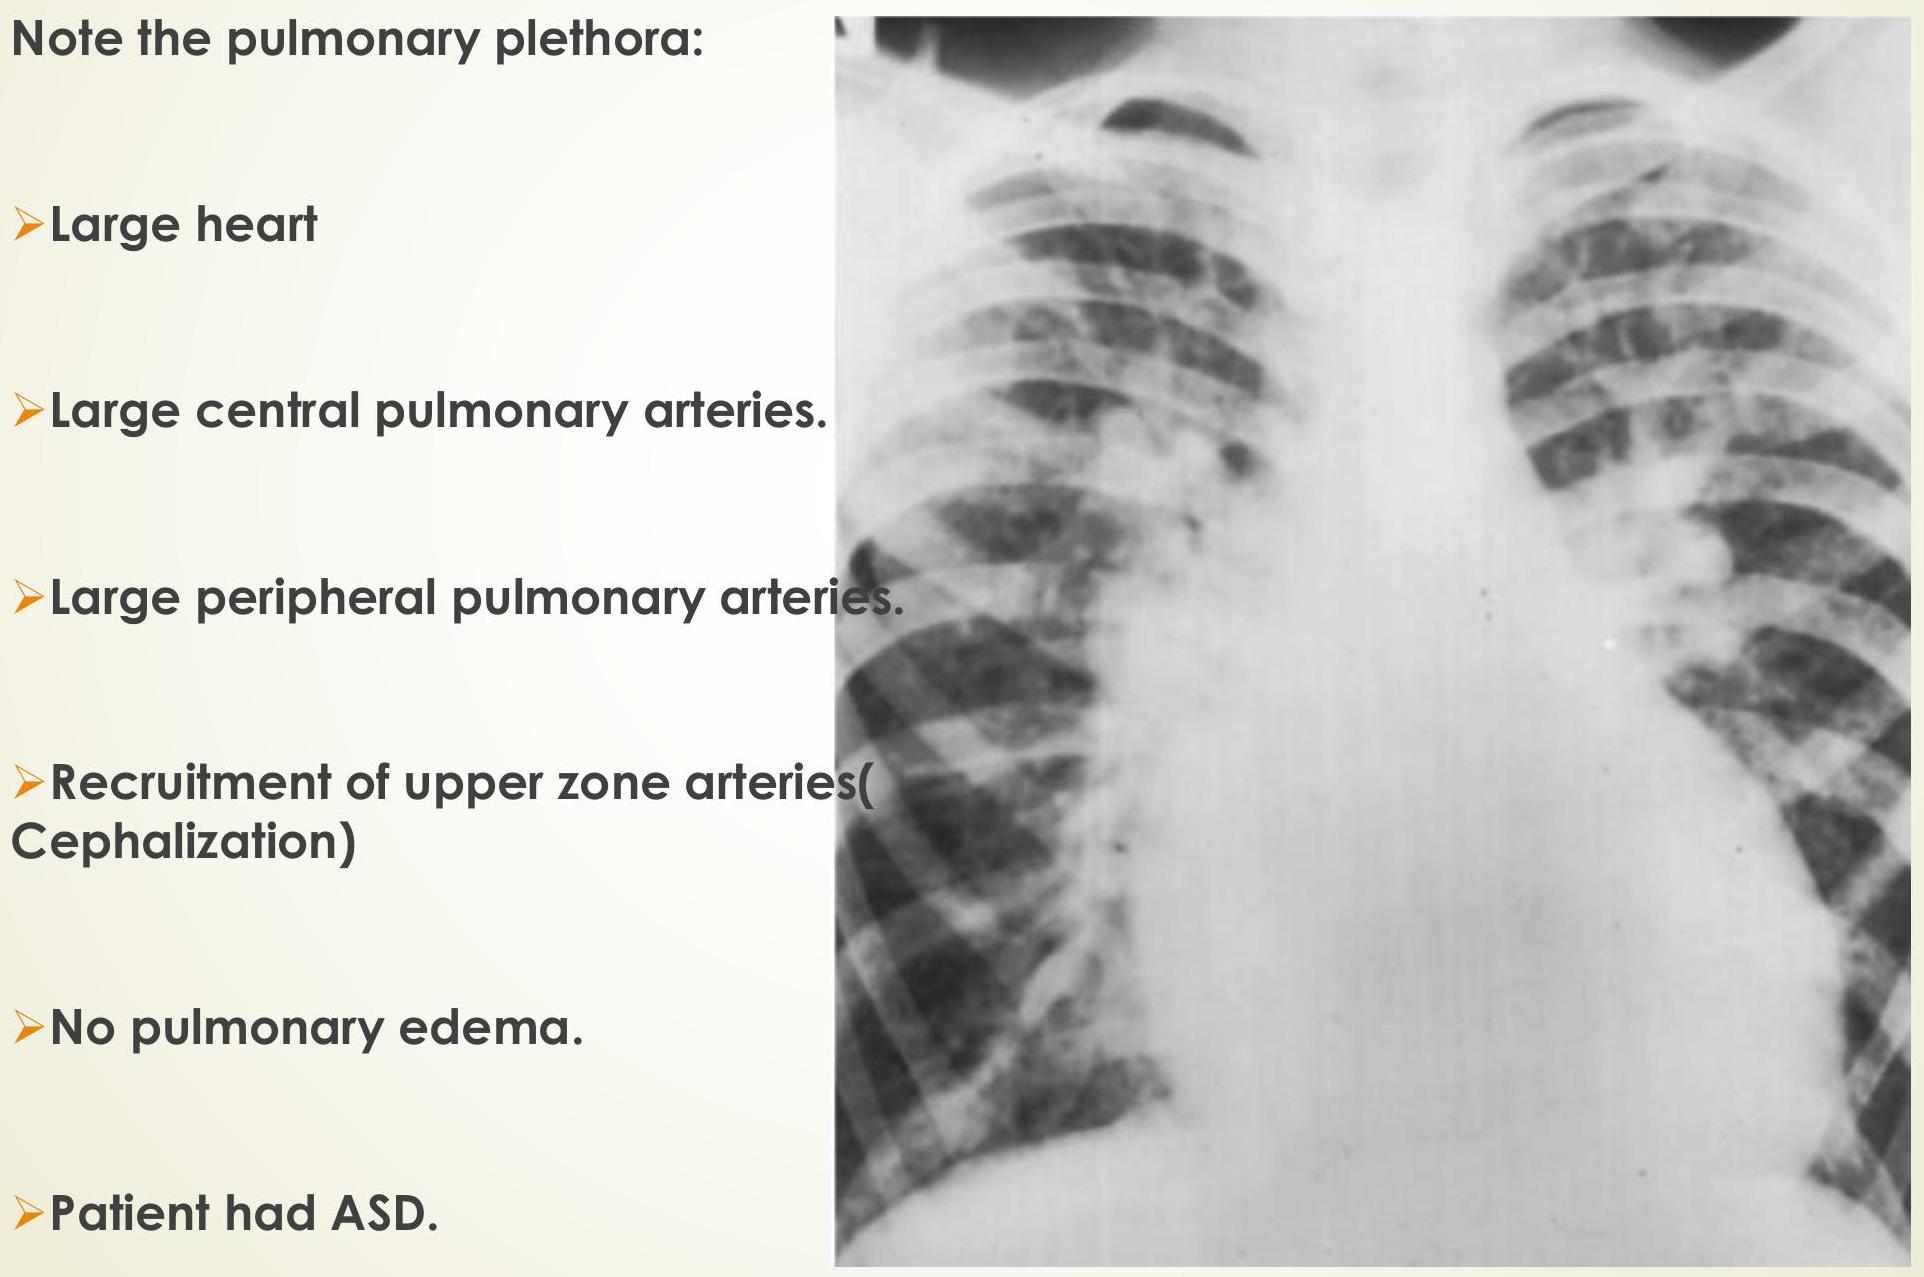 Note the pulmonary plethora:
➢Large heart
➢Large central pulmonary arteries.
➢Large peripheral pulmonary arteries.
➢Recruitment of upper zone arteries(
Cephalization)
➢No pulmonary edema.
➢Patient had ASD.